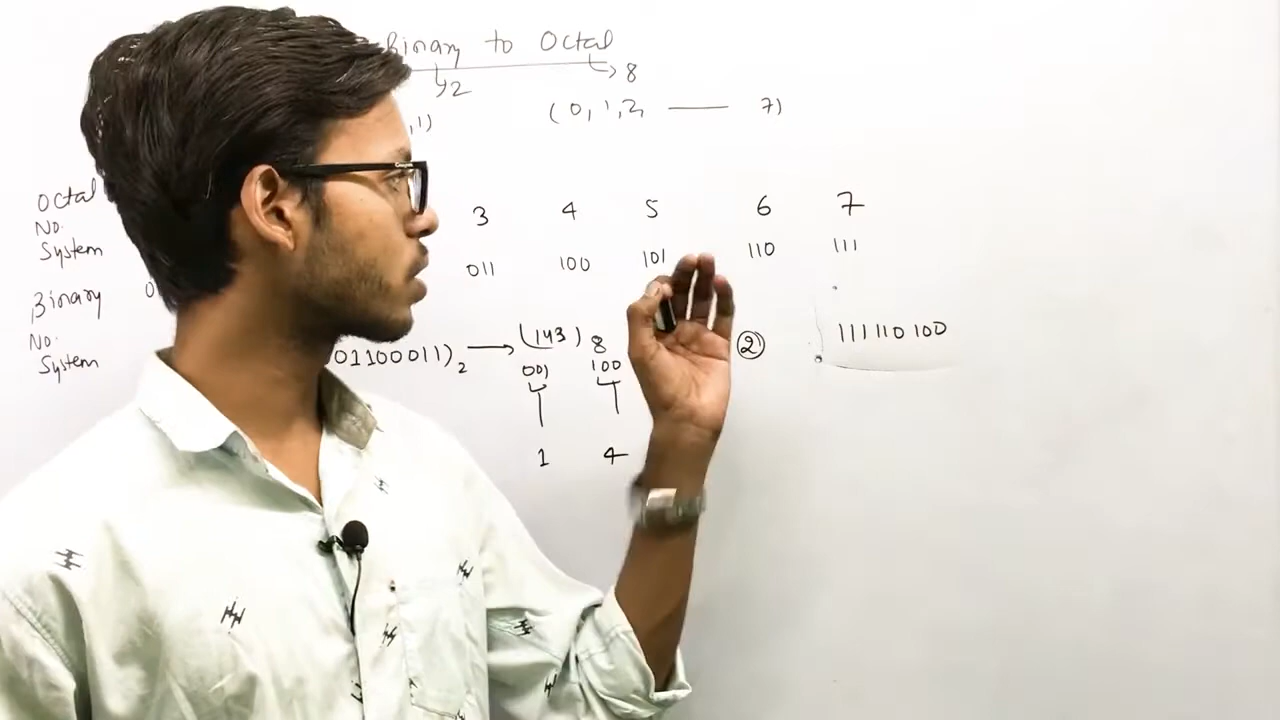 Binary to Octal
2 8
,1) (0, 1, 2, — 7)
Octal 3 4 5 6 7
No.
System 011 100 101 110 111
Binary 0
No.
System 01100011)₂ → (143)8 ② 111110100
001 100
1 4